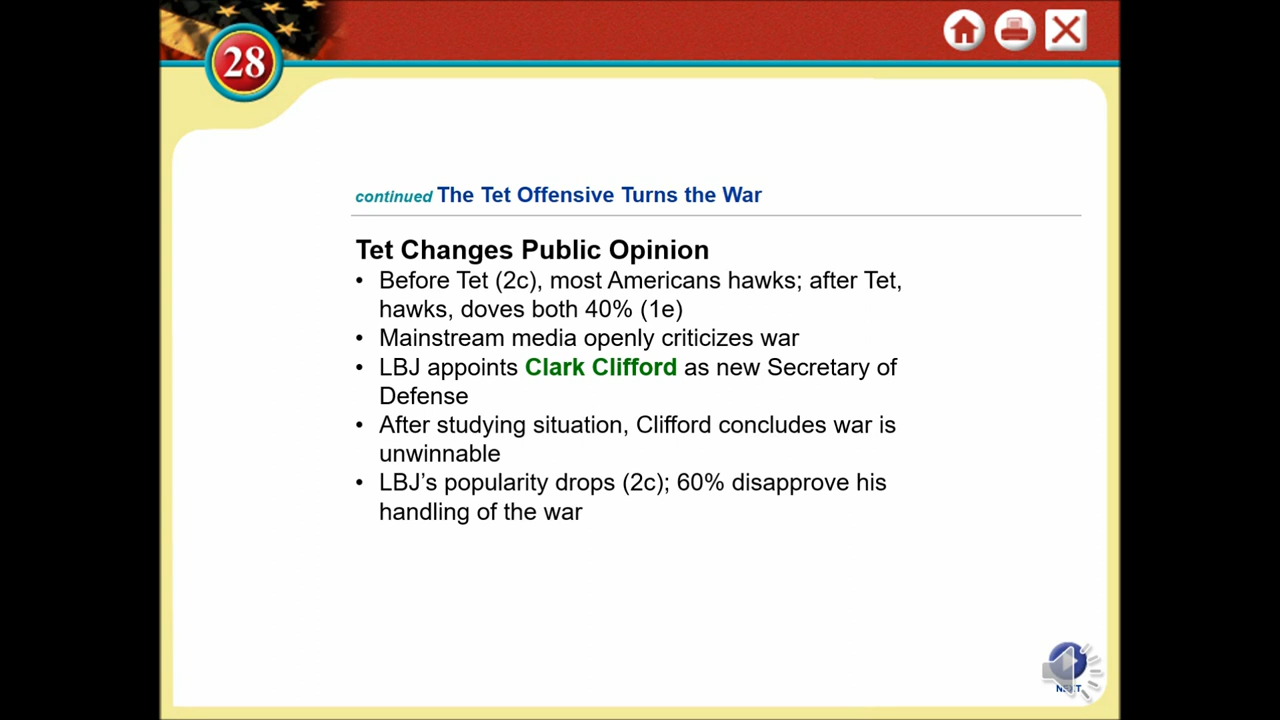 28
continued The Tet Offensive Turns the War
Tet Changes Public Opinion
• Before Tet (2c), most Americans hawks; after Tet,
hawks, doves both 40% (1e)
• Mainstream media openly criticizes war
• LBJ appoints Clark Clifford as new Secretary of
Defense
• After studying situation, Clifford concludes war is
unwinnable
• LBJ’s popularity drops (2c); 60% disapprove his
handling of the war
NEXT